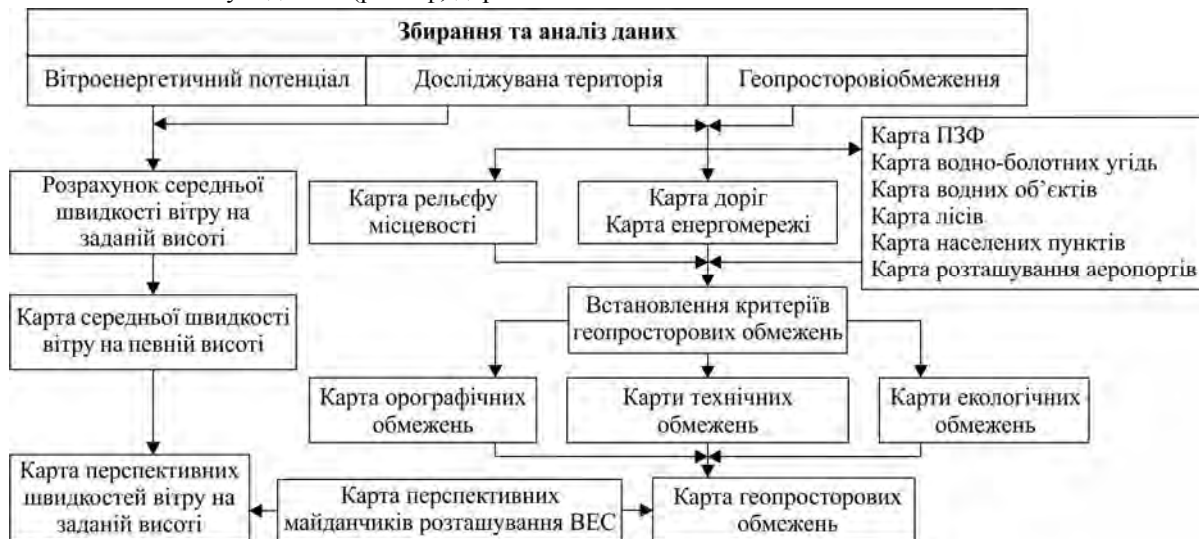 Збирання та аналіз даних
Вітроенергетичний потенціал
Досліджувана територія
Геопросторовіобмеження
Карта ПЗФ
Карта водно-болотних угідь
Карта водних об’єктів
Карта лісів
Карта населених пунктів
Карта розташування аеропортів
Розрахунок середньої
швидкості вітру на
заданій висоті
Карта рельєфу
місцевості
Карта доріг
Карта енергомережі
Карта середньої швидкості
вітру на певній висоті
Встановлення критеріїв
геопросторових обмежень
Карта орографічних
обмежень
Карти технічних
обмежень
Карти екологічних
обмежень
Карта перспективних
швидкостей вітру на
заданій висоті
Карта перспективних
майданчиків розташування ВЕС
Карта геопросторових
обмежень